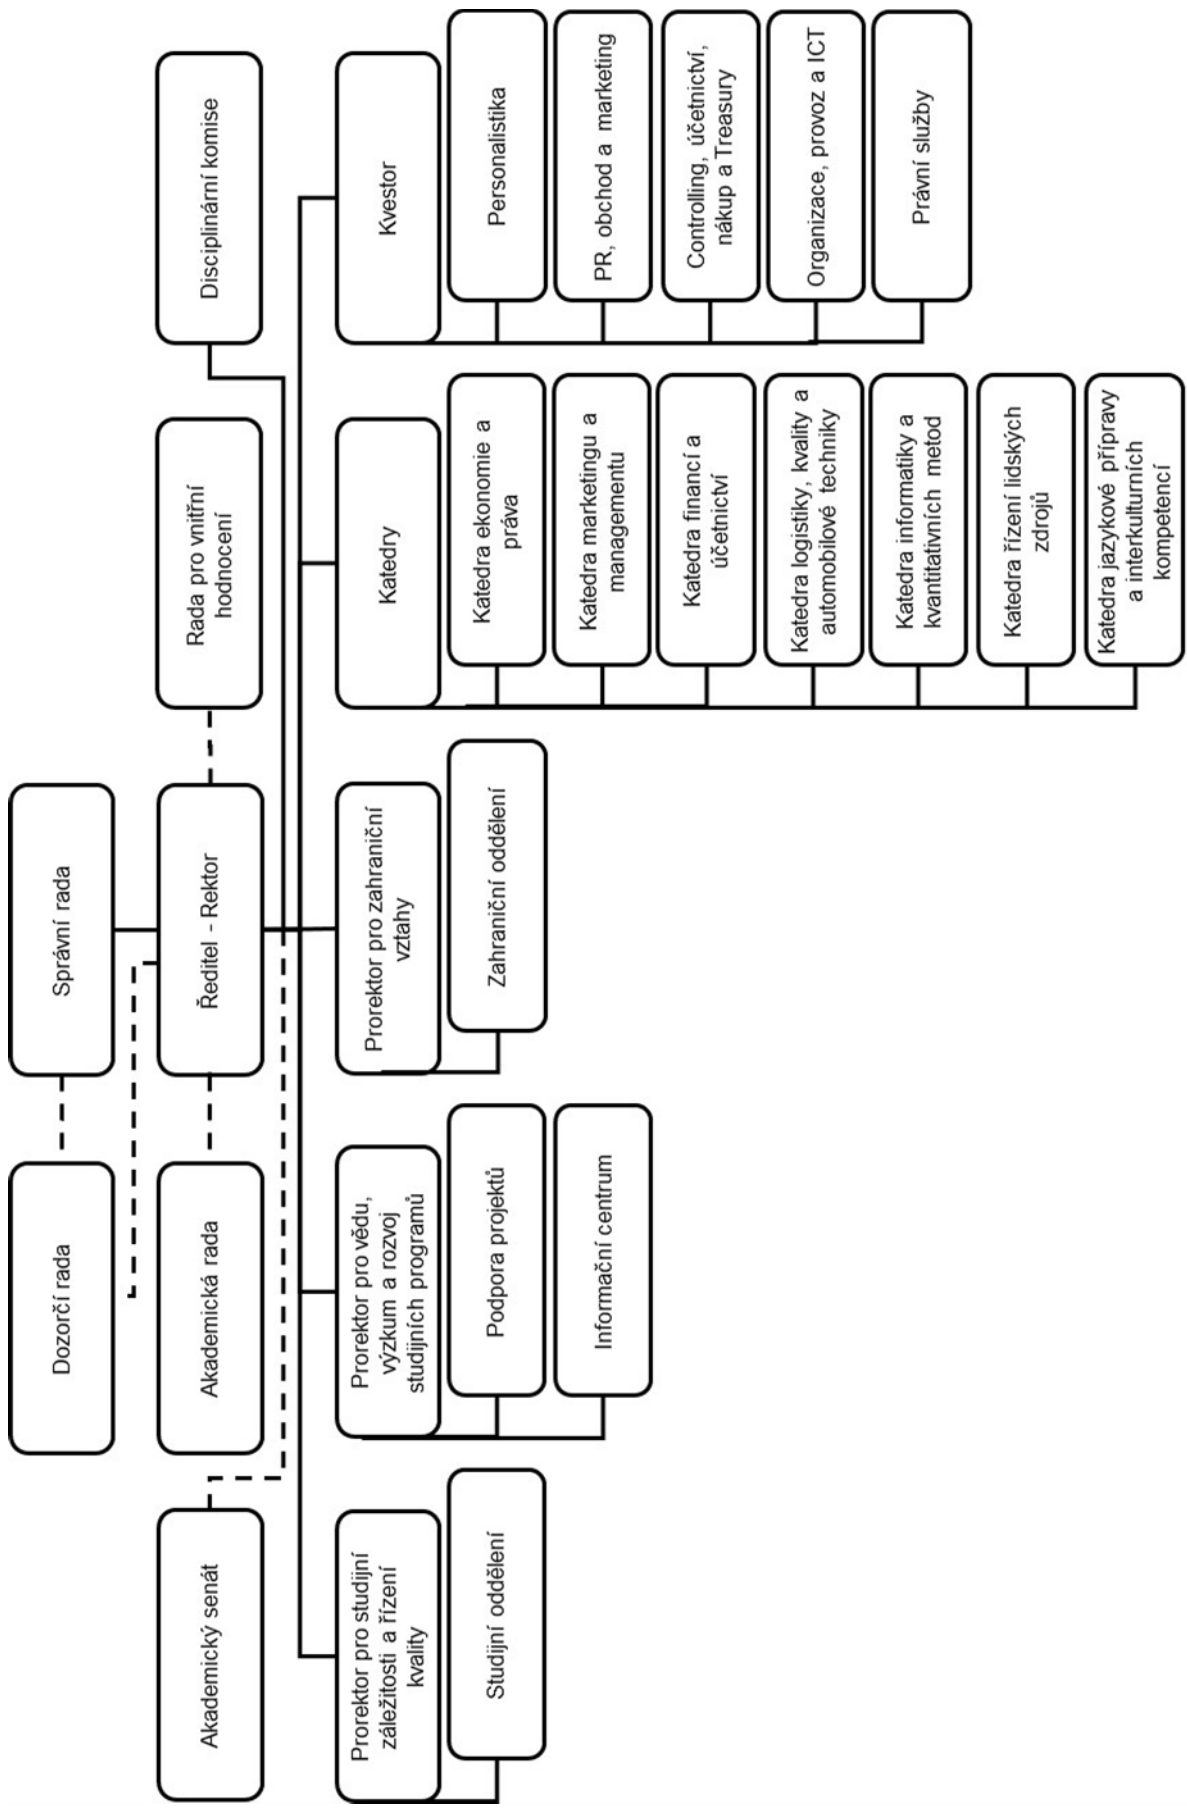 Správní rada
Dozorčí rada
Akademický senát
Akademická rada
Ředitel - Rektor
Rada pro vnitřní
hodnocení
Disciplinární komise
Prorektor pro studijní
záležitosti a řízení
kvality
Studijní oddělení
Prorektor pro vědu,
výzkum a rozvoj
studijních programů
Podpora projektů
Informační centrum
Prorektor pro zahraniční
vztahy
Zahraniční oddělení
Katedry
Katedra ekonomie a
práva
Katedra marketingu a
managementu
Katedra financí a
účetnictví
Katedra logistiky, kvality a
automobilové techniky
Katedra informatiky a
kvantitativních metod
Katedra řízení lidských
zdrojů
Katedra jazykové přípravy
a interkulturních
kompetencí
Kvestor
Personalistika
PR, obchod a marketing
Controlling, účetnictví,
nákup a Treasury
Organizace, provoz a ICT
Právní služby